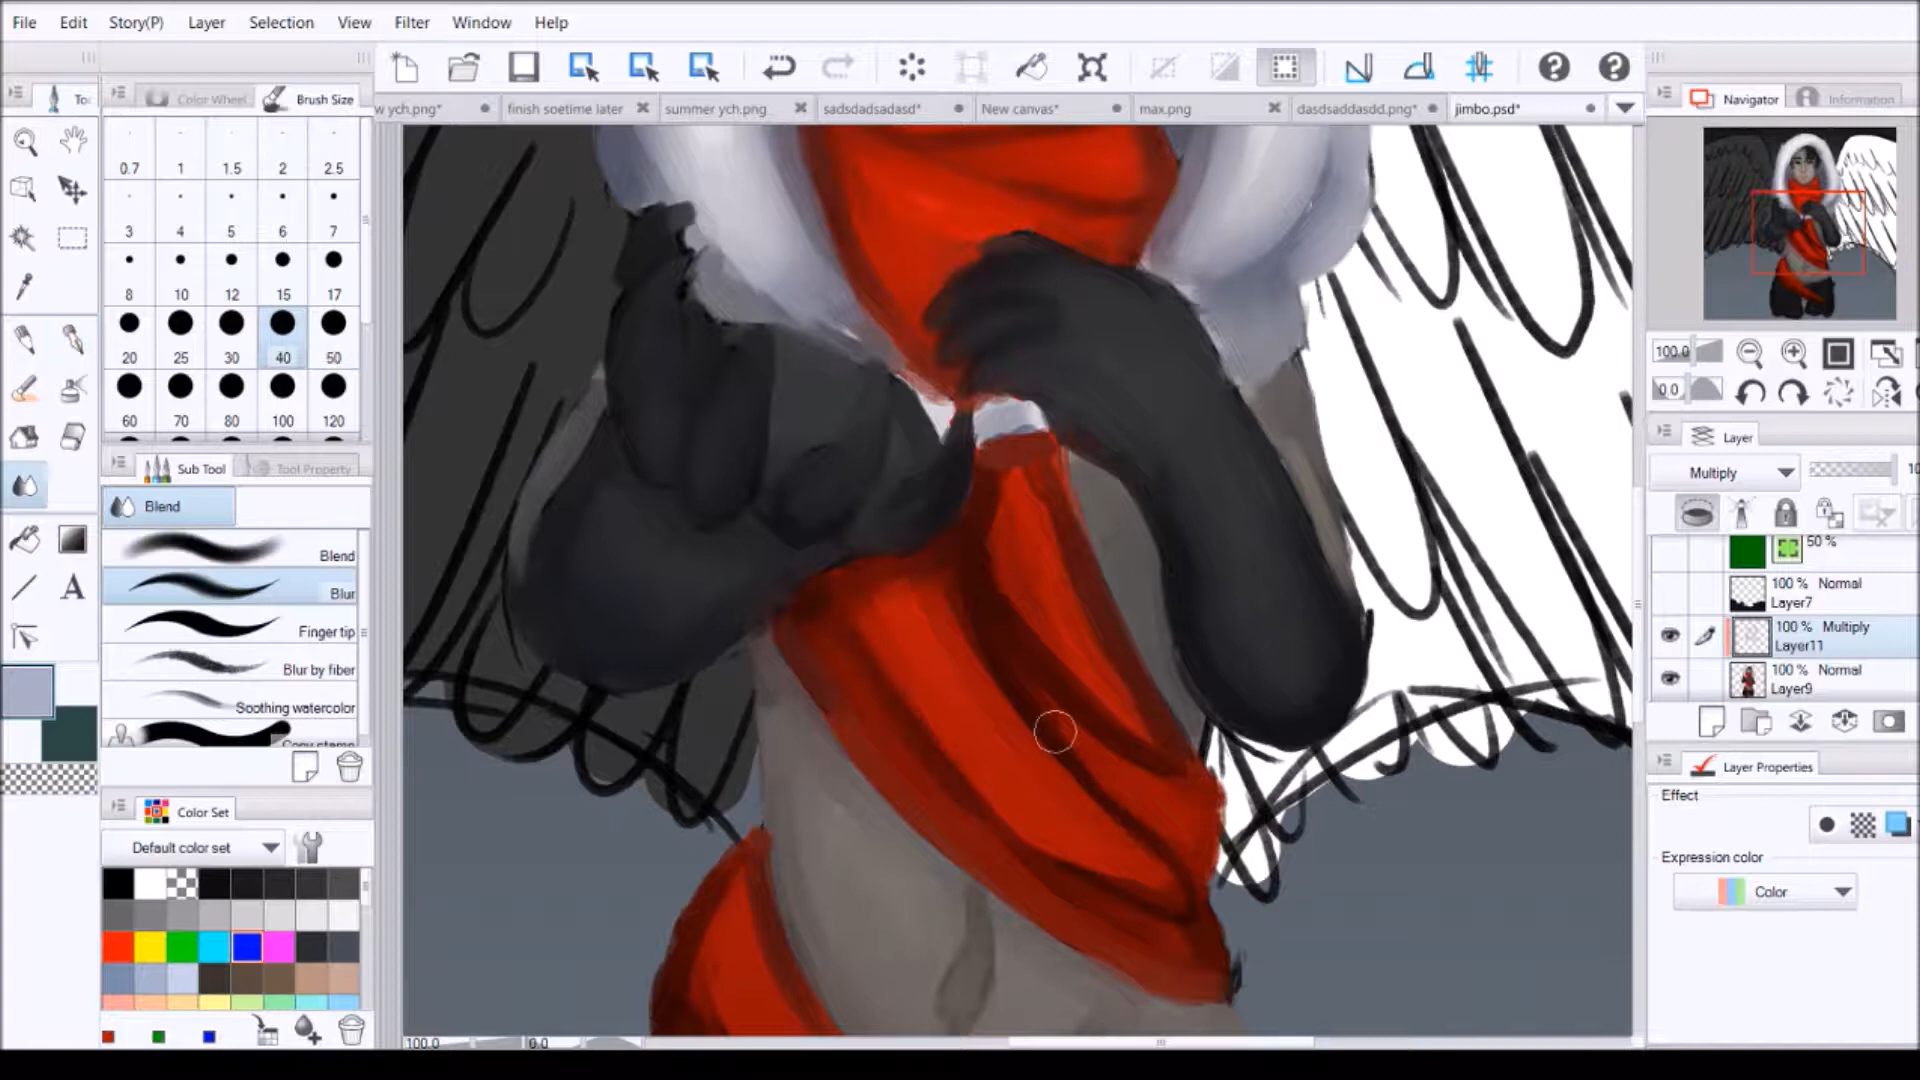 File Edit Story(P) Layer Selection View Filter Window Help
Color Wheel Brush Size
w ych.png* finish soetime later summer ych.png sadsdadsadasd* New canvas* max.png dasdsaddasdd.png* jimbo.psd*
Navigator Information
0.7 1 1.5 2 2.5
3 4 5 6 7
8 10 12 15 17
20 25 30 40 50
60 70 80 100 120
Sub Tool Tool Property
Blend
Blend
Blur
Finger tip
Blur by fiber
Soothing watercolor
Copy stamp
Color Set
Default color set
100.0 0.0
100.0
0.0
Layer
Multiply
50 %
100 % Normal
Layer7
100 % Multiply
Layer11
100 % Normal
Layer9
Layer Properties
Effect
Expression color
Color